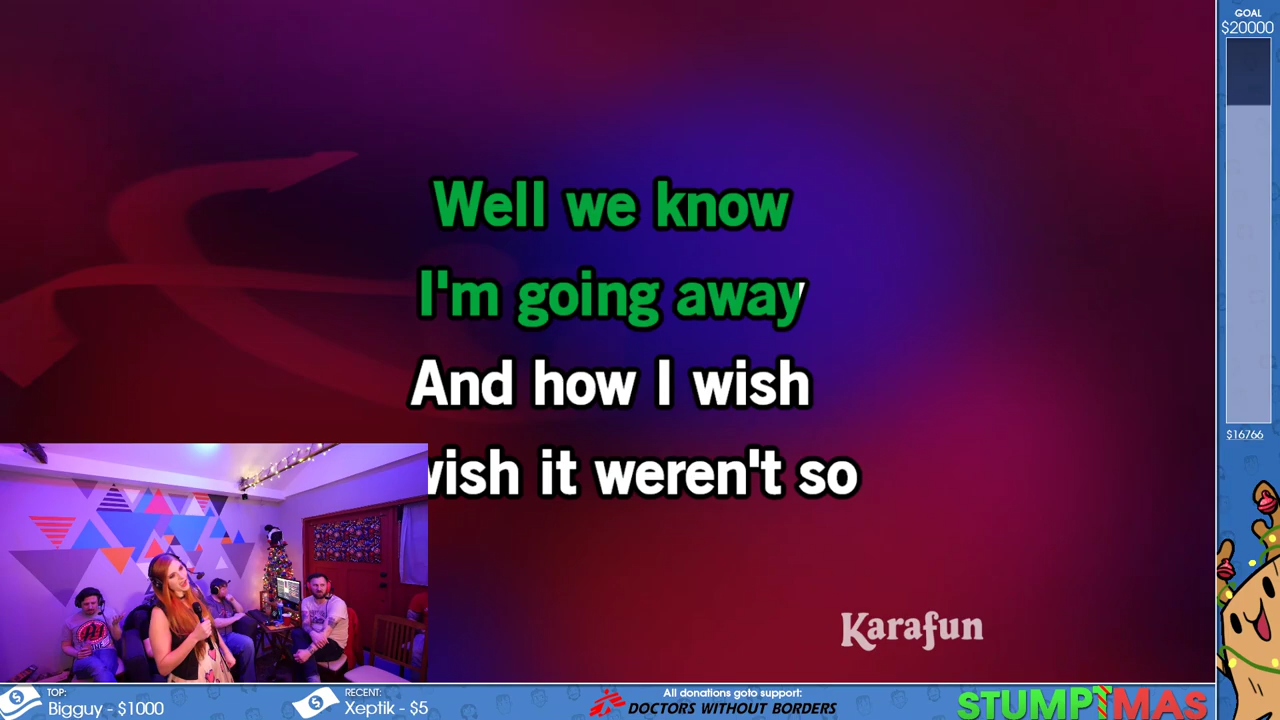 GOAL
$20000
Well we know
I'm going away
And how I wish
wish it weren't so
$16766
Karafun
TOP:
Bigguy - $1000
RECENT:
Xeptik - $5
All donations goto support:
DOCTORS WITHOUT BORDERS
STUMPTMAS